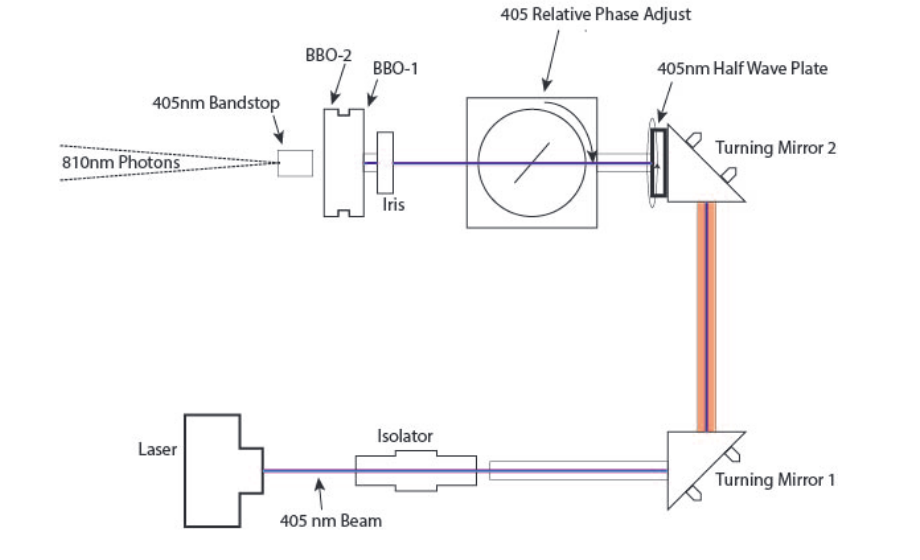 405 Relative Phase Adjust
BBO-2
BBO-1
405nm Half Wave Plate
405nm Bandstop
Turning Mirror 2
810nm Photons
Iris
Isolator
Laser
Turning Mirror 1
405 nm Beam